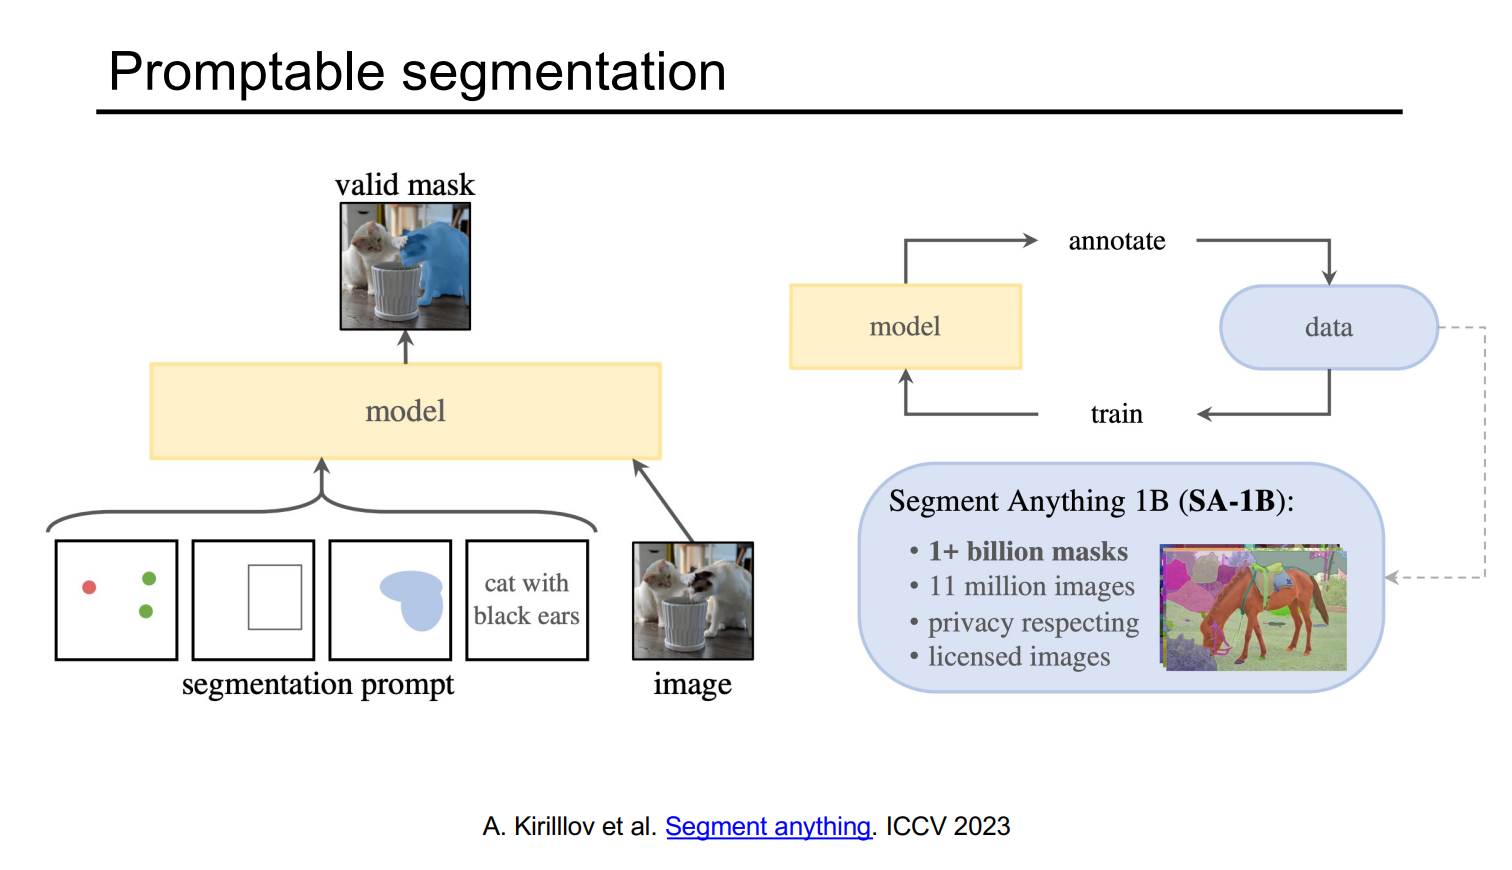 Promptable segmentation
valid mask
model
cat with
black ears
segmentation prompt
image
annotate
model
data
train
Segment Anything 1B (SA-1B):
• 1+ billion masks
• 11 million images
• privacy respecting
• licensed images
A. Kirilllov et al. Segment anything. ICCV 2023